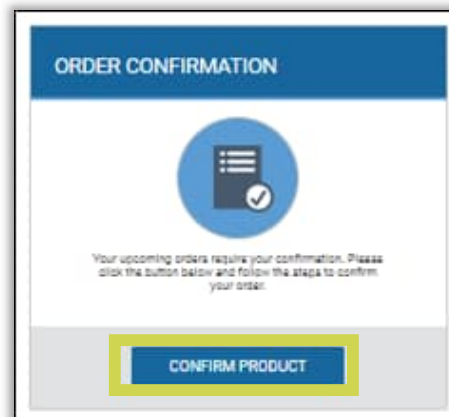 ORDER CONFIRMATION
Your upcoming orders require your confirmation. Please
click the button below and follow the steps to confirm
your order.
CONFIRM PRODUCT